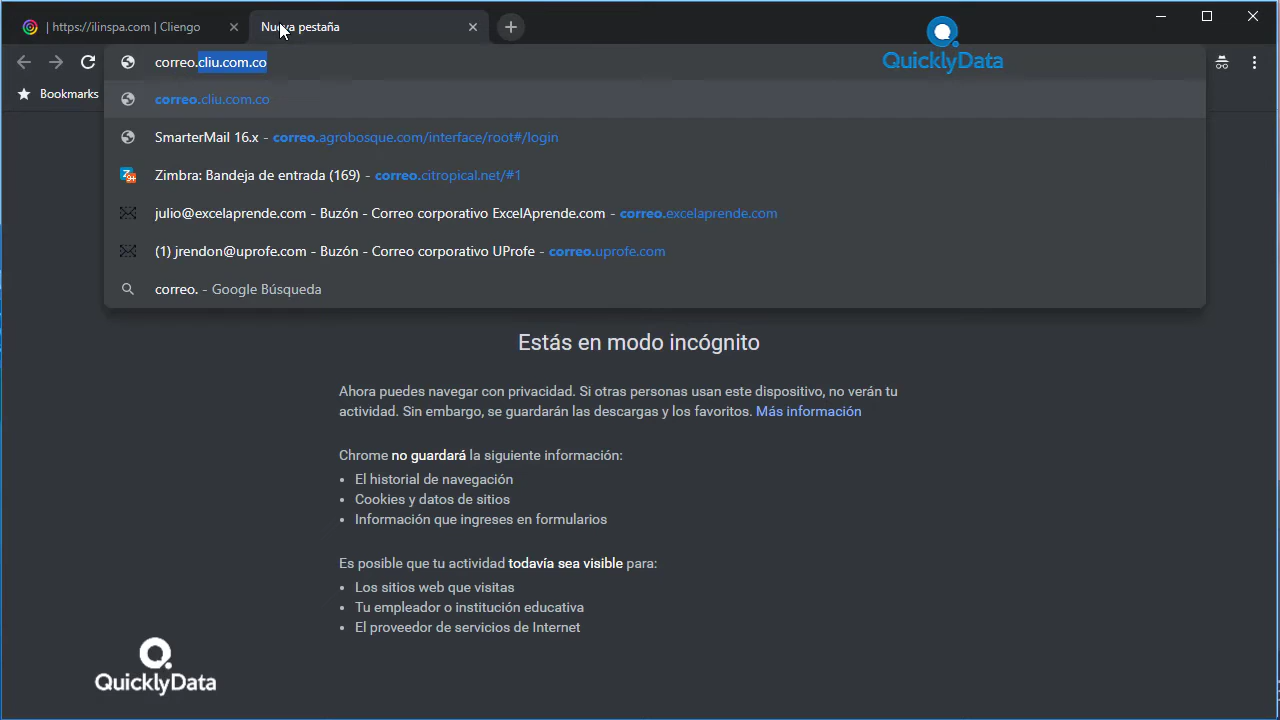 | https://ilinspa.com | Cliengo
Nueva pestaña
correo.cliu.com.co
QuicklyData
Bookmarks
correo.cliu.com.co
SmarterMail 16.x - correo.agrobosque.com/interface/root#/login
Zimbra: Bandeja de entrada (169) - correo.citropical.net/#1
julio@excelaprende.com - Buzón - Correo corporativo ExcelAprende.com - correo.excelaprende.com
(1) jrendon@uprofe.com - Buzón - Correo corporativo UProfe - correo.uprofe.com
correo. - Google Búsqueda
Estás en modo incógnito
Ahora puedes navegar con privacidad. Si otras personas usan este dispositivo, no verán tu
actividad. Sin embargo, se guardarán las descargas y los favoritos. Más información
Chrome no guardará la siguiente información:
• El historial de navegación
• Cookies y datos de sitios
• Información que ingreses en formularios
Es posible que tu actividad todavía sea visible para:
• Los sitios web que visitas
• Tu empleador o institución educativa
• El proveedor de servicios de Internet
QuicklyData